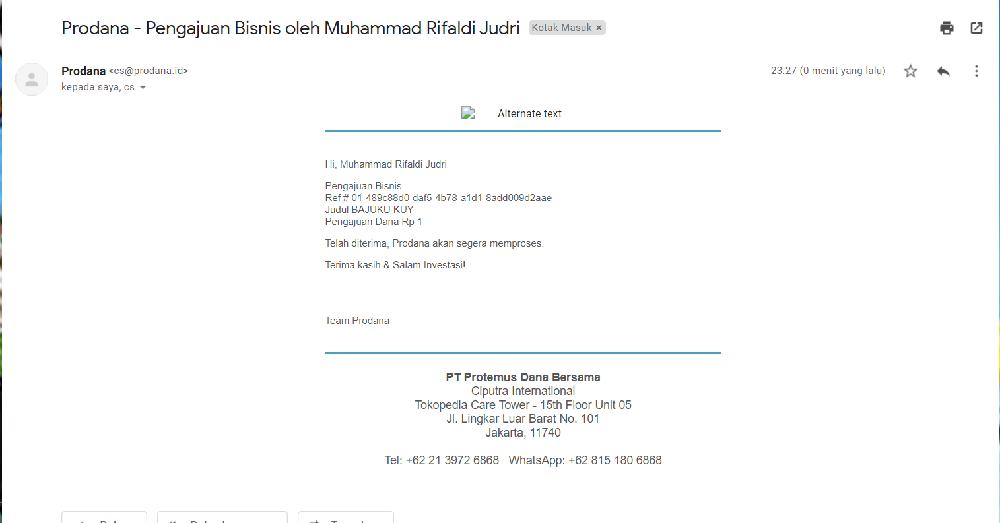 Prodana - Pengajuan Bisnis oleh Muhammad Rifaldi Judri Kotak Masuk ×
Prodana <cs@prodana.id> 23.27 (0 menit yang lalu)
kepada saya, cs
Alternate text
Hi, Muhammad Rifaldi Judri
Pengajuan Bisnis
Ref # 01-489c88d0-daf5-4b78-a1d1-8add009d2aae
Judul BAJUKU KUY
Pengajuan Dana Rp 1
Telah diterima, Prodana akan segera memproses.
Terima kasih & Salam Investasi!
Team Prodana
PT Protemus Dana Bersama
Ciputra International
Tokopedia Care Tower - 15th Floor Unit 05
Jl. Lingkar Luar Barat No. 101
Jakarta, 11740
Tel: +62 21 3972 6868 WhatsApp: +62 815 180 6868